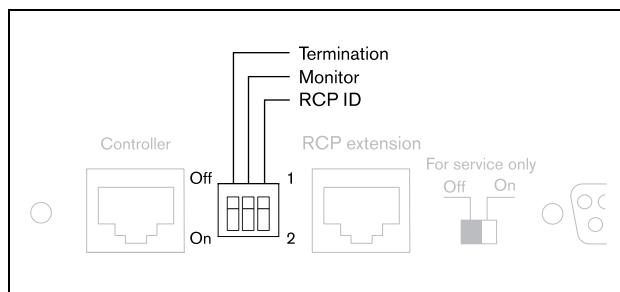 Termination
Monitor
RCP ID
Controller
RCP extension
For service only
Off 1
Off On
On 2